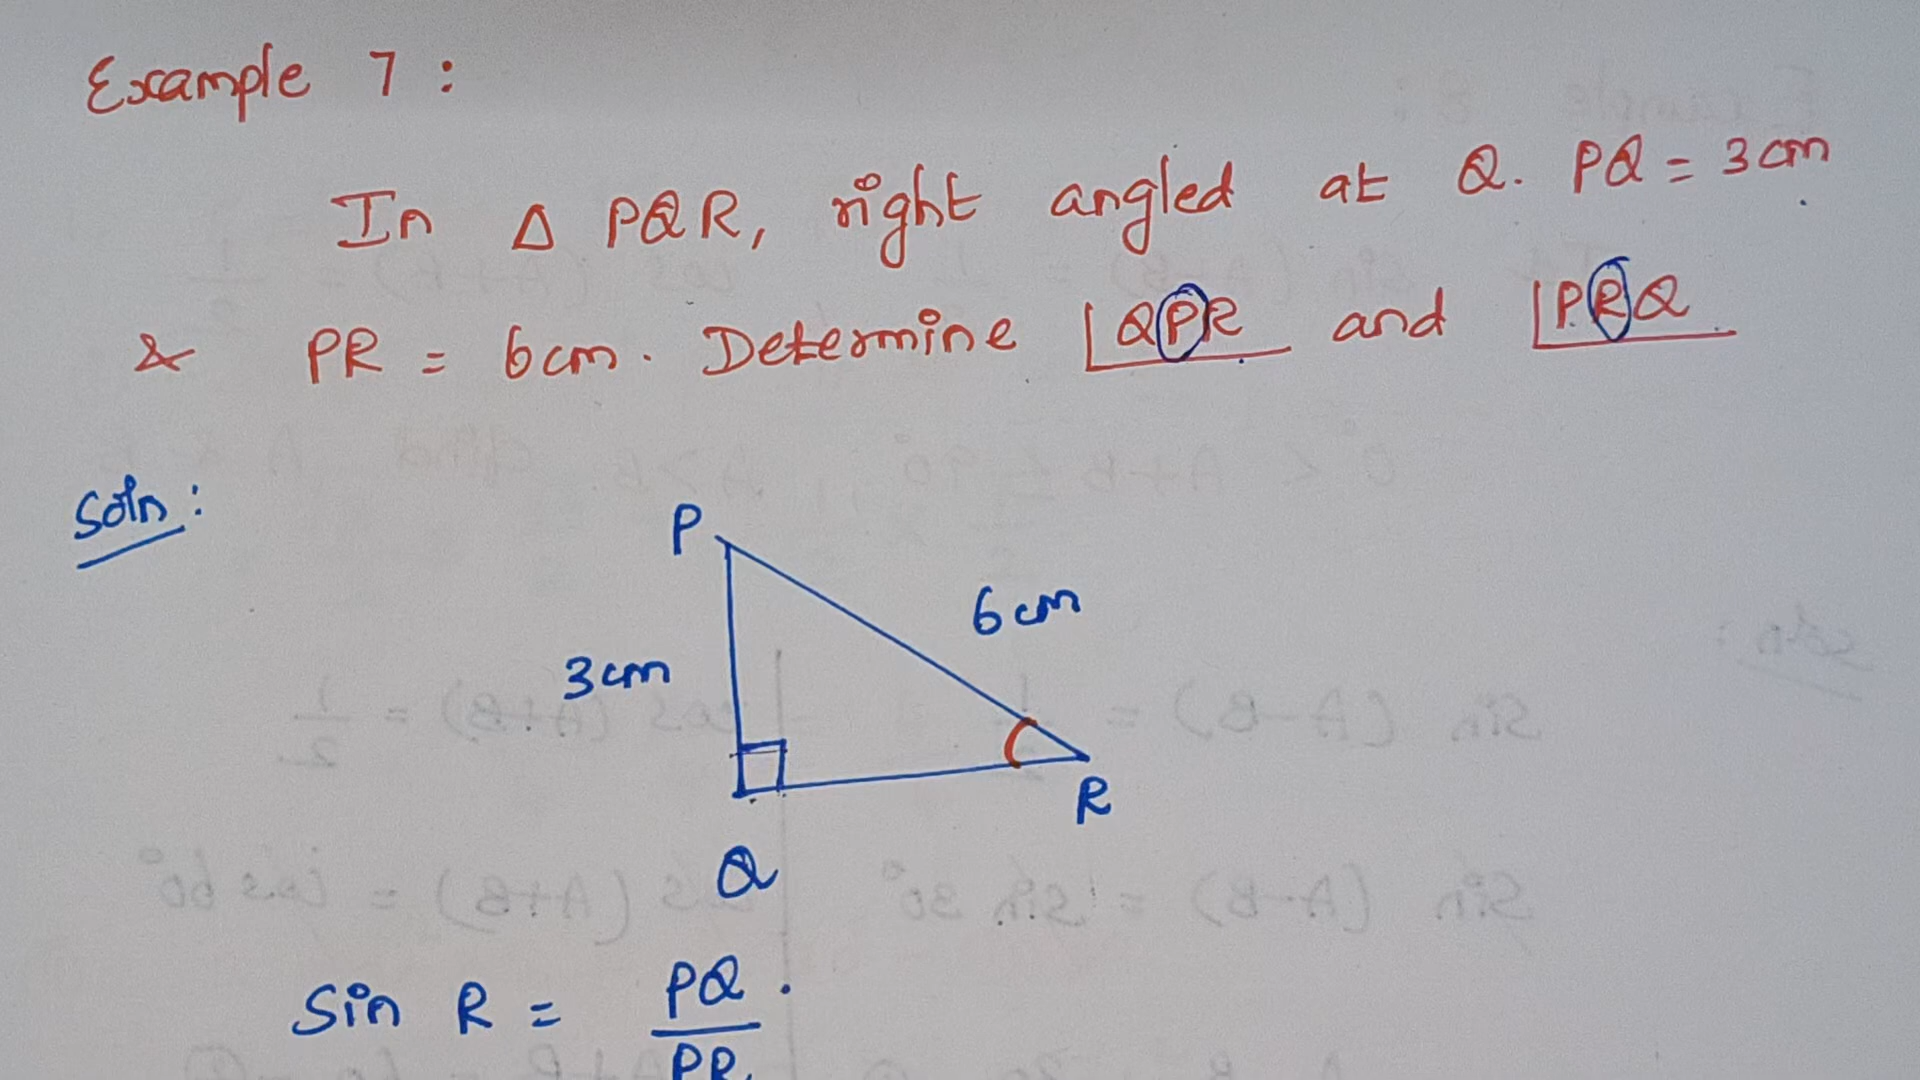 Example 7 :
In Δ PQR, right angled at Q. PQ = 3cm
& PR = 6cm. Determine ∠QPR and ∠PRQ
Soln :
P
6cm
3cm
R
Q
Sin R = PQ
PR